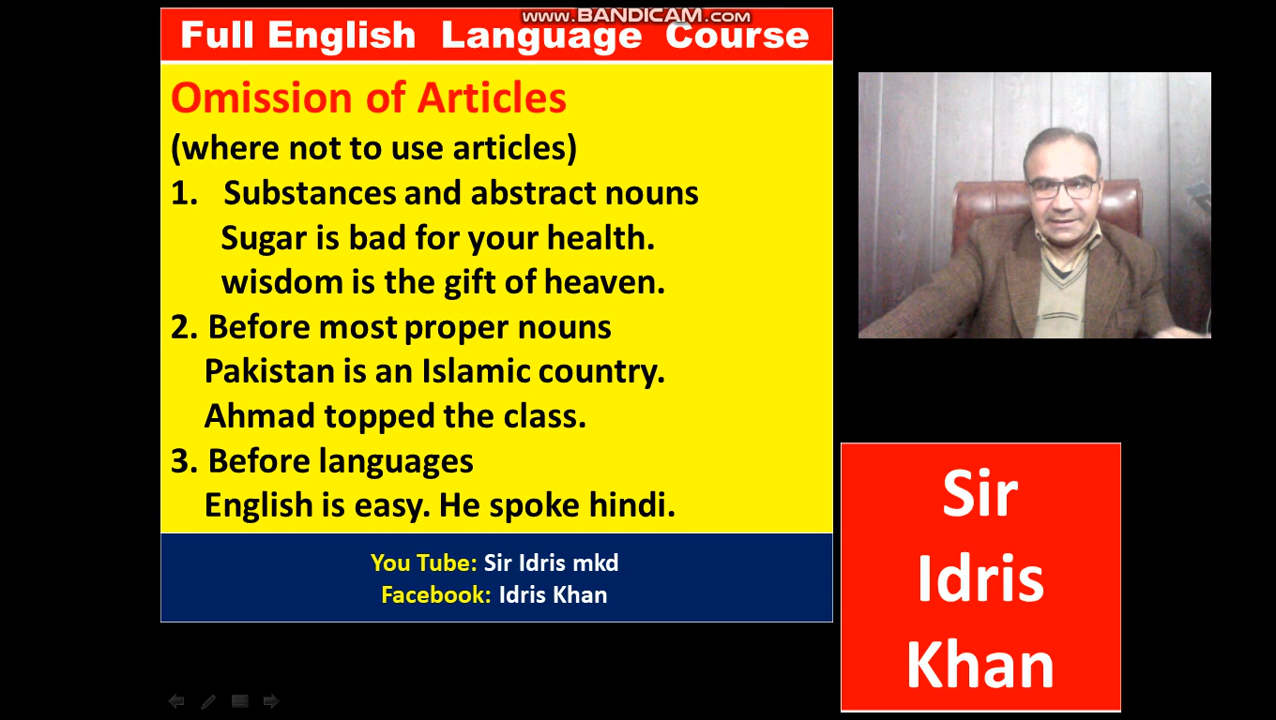 www.BANDICAM.com
Full English Language Course
Omission of Articles
(where not to use articles)
1. Substances and abstract nouns
Sugar is bad for your health.
wisdom is the gift of heaven.
2. Before most proper nouns
Pakistan is an Islamic country.
Ahmad topped the class.
3. Before languages
English is easy. He spoke hindi.
You Tube: Sir Idris mkd
Facebook: Idris Khan
Sir
Idris
Khan